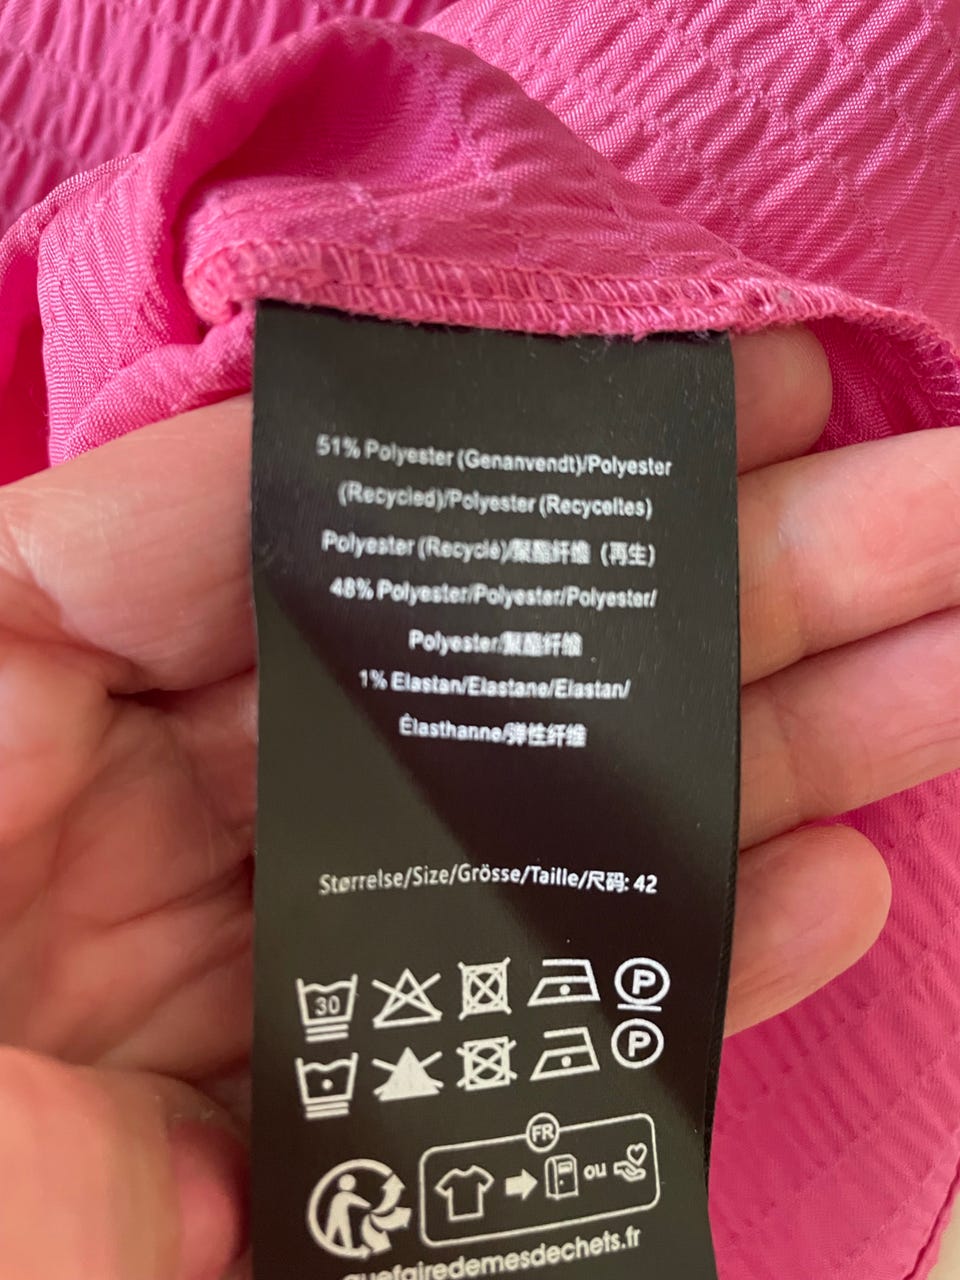 51% Polyester (Genanvendt)/Polyester
(Recycled)/Polyester (Recyceltes)
Polyester (Recyclé)/聚酯纤维（再生）
48% Polyester/Polyester/Polyester/
Polyester/聚酯纤维
1% Elastan/Elastane/Elastan/
Élasthanne/弹性纤维
Størrelse/Size/Grösse/Taille/尺码: 42
30 P
P
FR
ou
quefairedemesdechets.fr